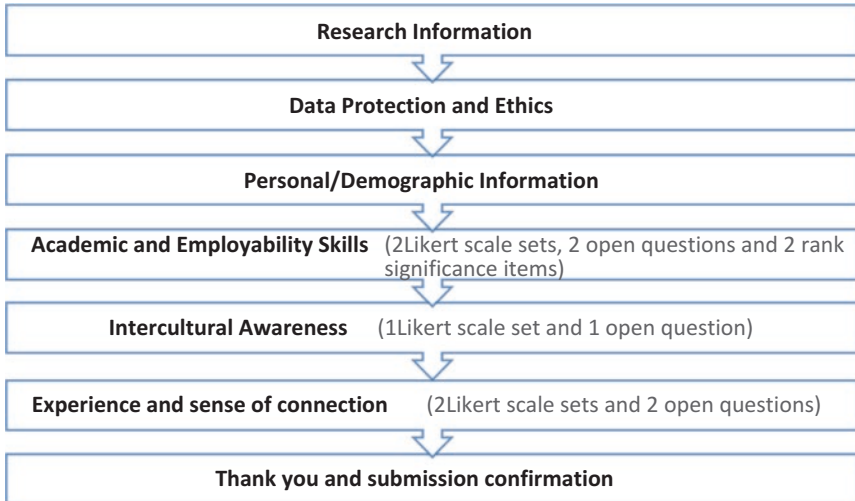 Research Information
Data Protection and Ethics
Personal/Demographic Information
Academic and Employability Skills (2Likert scale sets, 2 open questions and 2 rank
significance items)
Intercultural Awareness (1Likert scale set and 1 open question)
Experience and sense of connection (2Likert scale sets and 2 open questions)
Thank you and submission confirmation